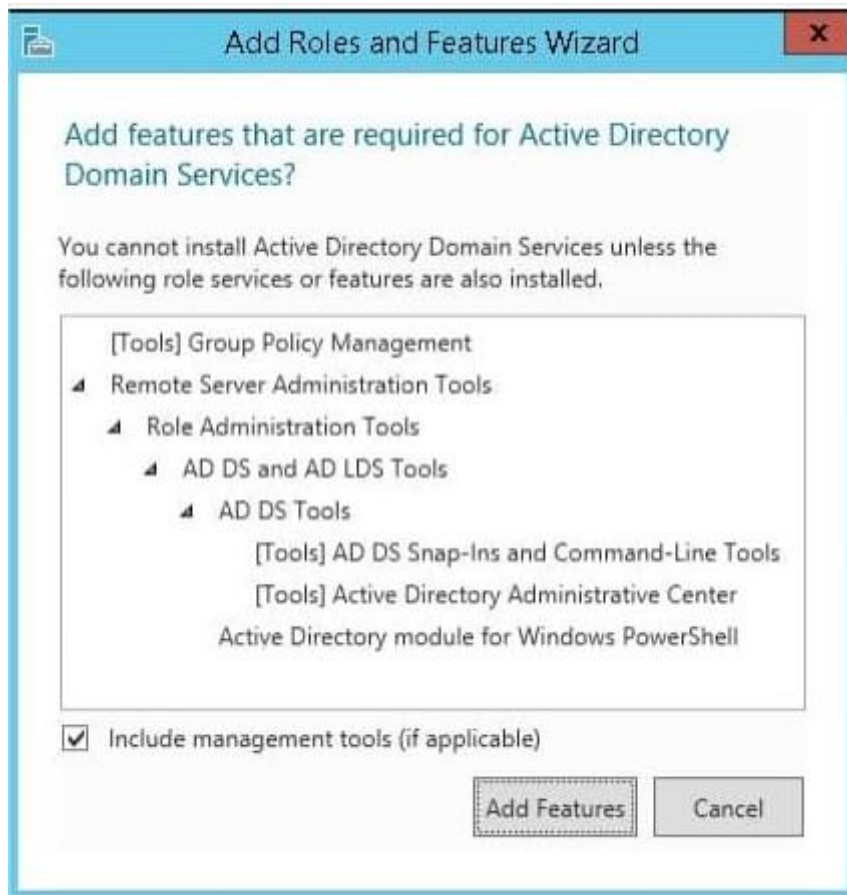 Add Roles and Features Wizard
x
Add features that are required for Active Directory
Domain Services?
You cannot install Active Directory Domain Services unless the
following role services or features are also installed.
[Tools] Group Policy Management
Remote Server Administration Tools
Role Administration Tools
AD DS and AD LDS Tools
AD DS Tools
[Tools] AD DS Snap-Ins and Command-Line Tools
[Tools] Active Directory Administrative Center
Active Directory module for Windows PowerShell
Include management tools (if applicable)
Add Features
Cancel